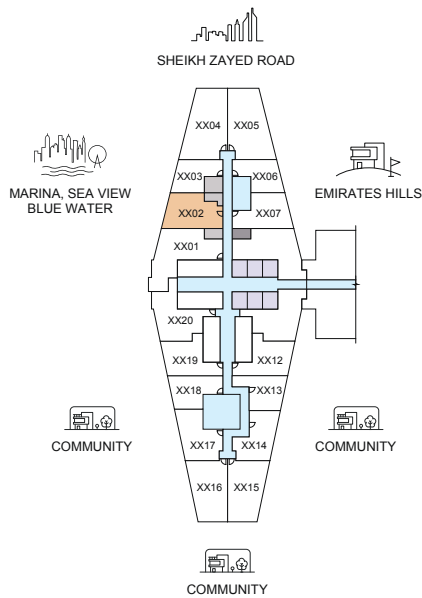 SHEIKH ZAYED ROAD
XX04
XX05
XX03
XX06
MARINA, SEA VIEW
BLUE WATER
EMIRATES HILLS
XX02
XX07
XX01
XX20
XX19
XX12
XX18
XX13
COMMUNITY
COMMUNITY
XX17
XX14
XX16
XX15
COMMUNITY